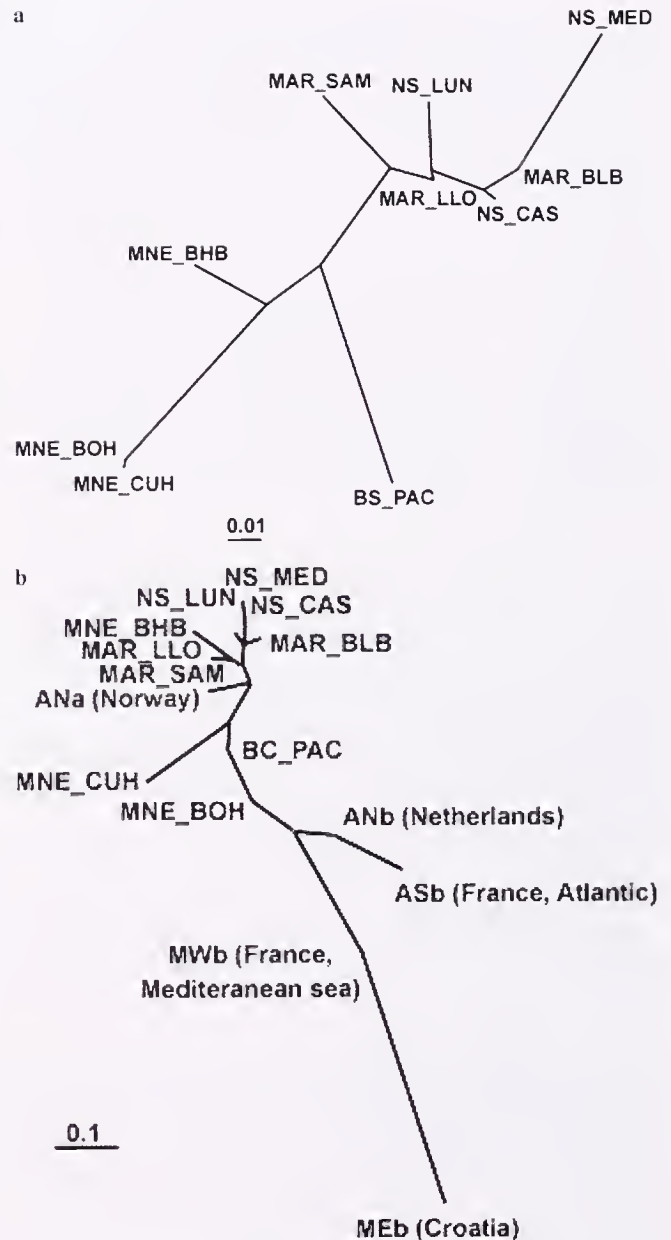 a
NS_MED
MAR_SAM
NS_LUN
MAR_BLB
MAR_LLO
NS_CAS
MNE_BHB
MNE_BOH
MNE_CUH
BS_PAC
0.01
b
NS_MED
NS_LUN
NS_CAS
MNE_BHB
MAR_BLB
MAR_LLO
MAR_SAM
ANa (Norway)
BC_PAC
MNE_CUH
MNE_BOH
ANb (Netherlands)
ASb (France, Atlantic)
MWb (France,
Mediteranean sea)
0.1
MEb (Croatia)